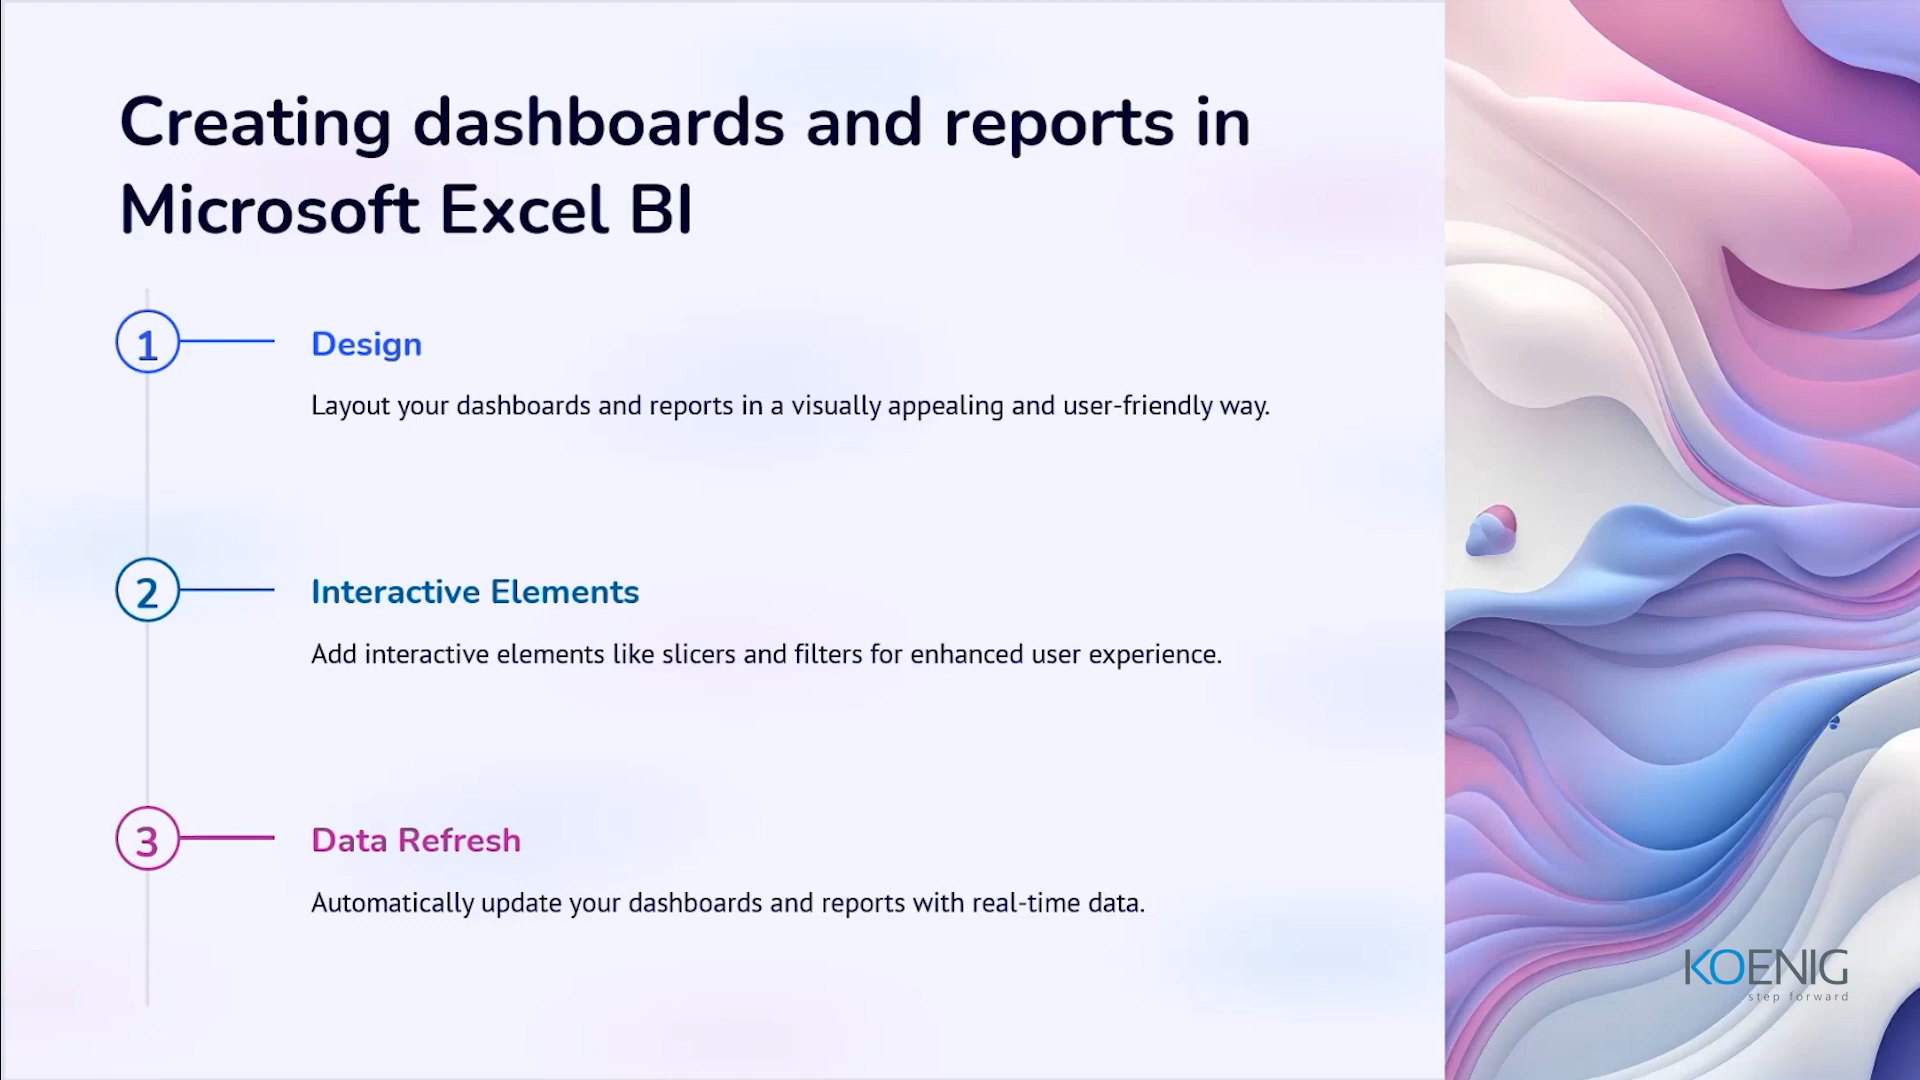 Creating dashboards and reports in
Microsoft Excel BI
1
Design
Layout your dashboards and reports in a visually appealing and user-friendly way.
2
Interactive Elements
Add interactive elements like slicers and filters for enhanced user experience.
3
Data Refresh
Automatically update your dashboards and reports with real-time data.
KOENIG
step forward